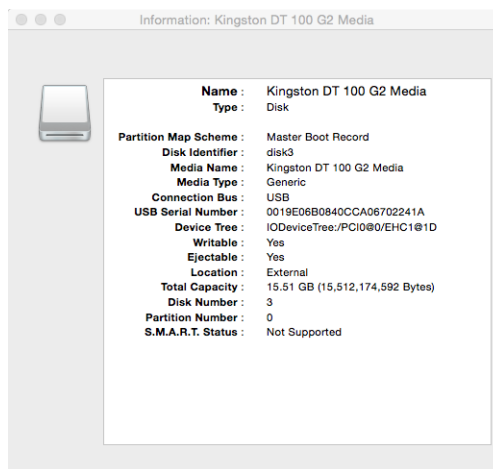 Information: Kingston DT 100 G2 Media
Name : Kingston DT 100 G2 Media
Type : Disk
Partition Map Scheme : Master Boot Record
Disk Identifier : disk3
Media Name : Kingston DT 100 G2 Media
Media Type : Generic
Connection Bus : USB
USB Serial Number : 0019E06B0840CCA06702241A
Device Tree : IODeviceTree:/PCI0@0/EHC1@1D
Writable : Yes
Ejectable : Yes
Location : External
Total Capacity : 15.51 GB (15,512,174,592 Bytes)
Disk Number : 3
Partition Number : 0
S.M.A.R.T. Status : Not Supported